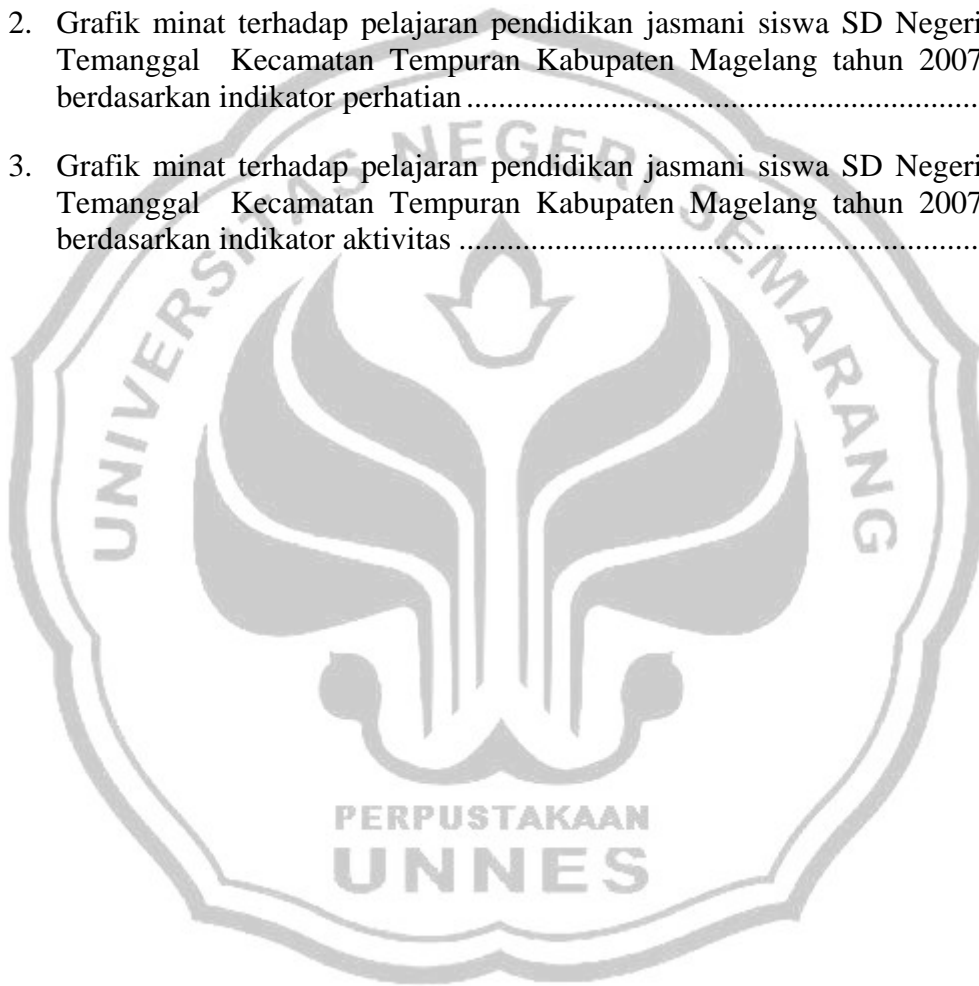 2. Grafik minat terhadap pelajaran pendidikan jasmani siswa SD Negeri
Temanggal Kecamatan Tempuran Kabupaten Magelang tahun 2007
berdasarkan indikator perhatian ........................................................................
3. Grafik minat terhadap pelajaran pendidikan jasmani siswa SD Negeri
Temanggal Kecamatan Tempuran Kabupaten Magelang tahun 2007
berdasarkan indikator aktivitas ........................................................................
UNIVERSITAS NEGERI SEMARANG
PERPUSTAKAAN
UNNES